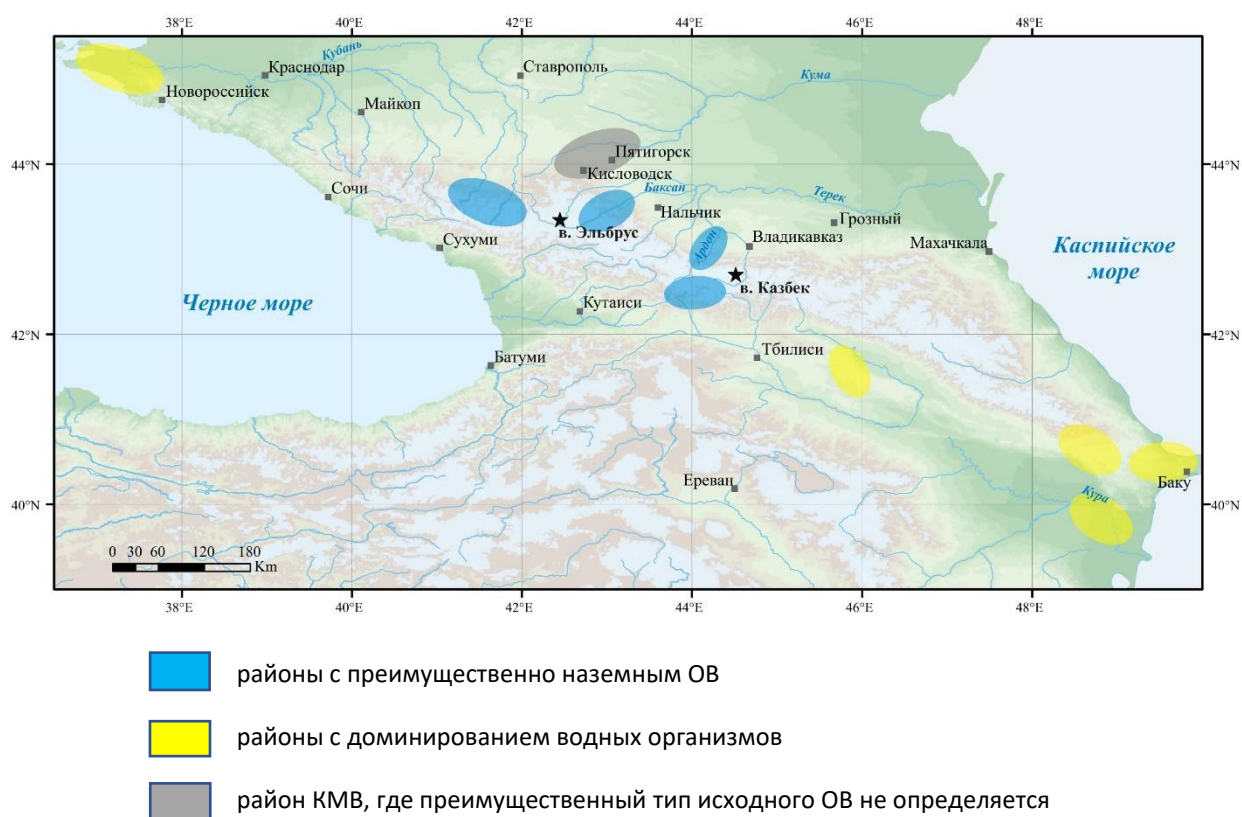 38°E 40°E 42°E 44°E 46°E 48°E
Кубань
Краснодар
Ставрополь
Кума
Новороссийск
Майкоп
44°N
Пятигорск
44°N
Кисловодск
Сочи
Баксан
Терек
Нальчик
Грозный
в. Эльбрус
Ардон
Владикавказ
Сухуми
Махачкала
Каспийское
море
Черное море
в. Казбек
Кутаиси
42°N
42°N
Батуми
Тбилиси
Ереван
Баку
Кура
40°N
40°N
0 30 60 120 180
Km
38°E 40°E 42°E 44°E 46°E 48°E
районы с преимущественно наземным ОВ
районы с доминированием водных организмов
район КМВ, где преимущественный тип исходного ОВ не определяется